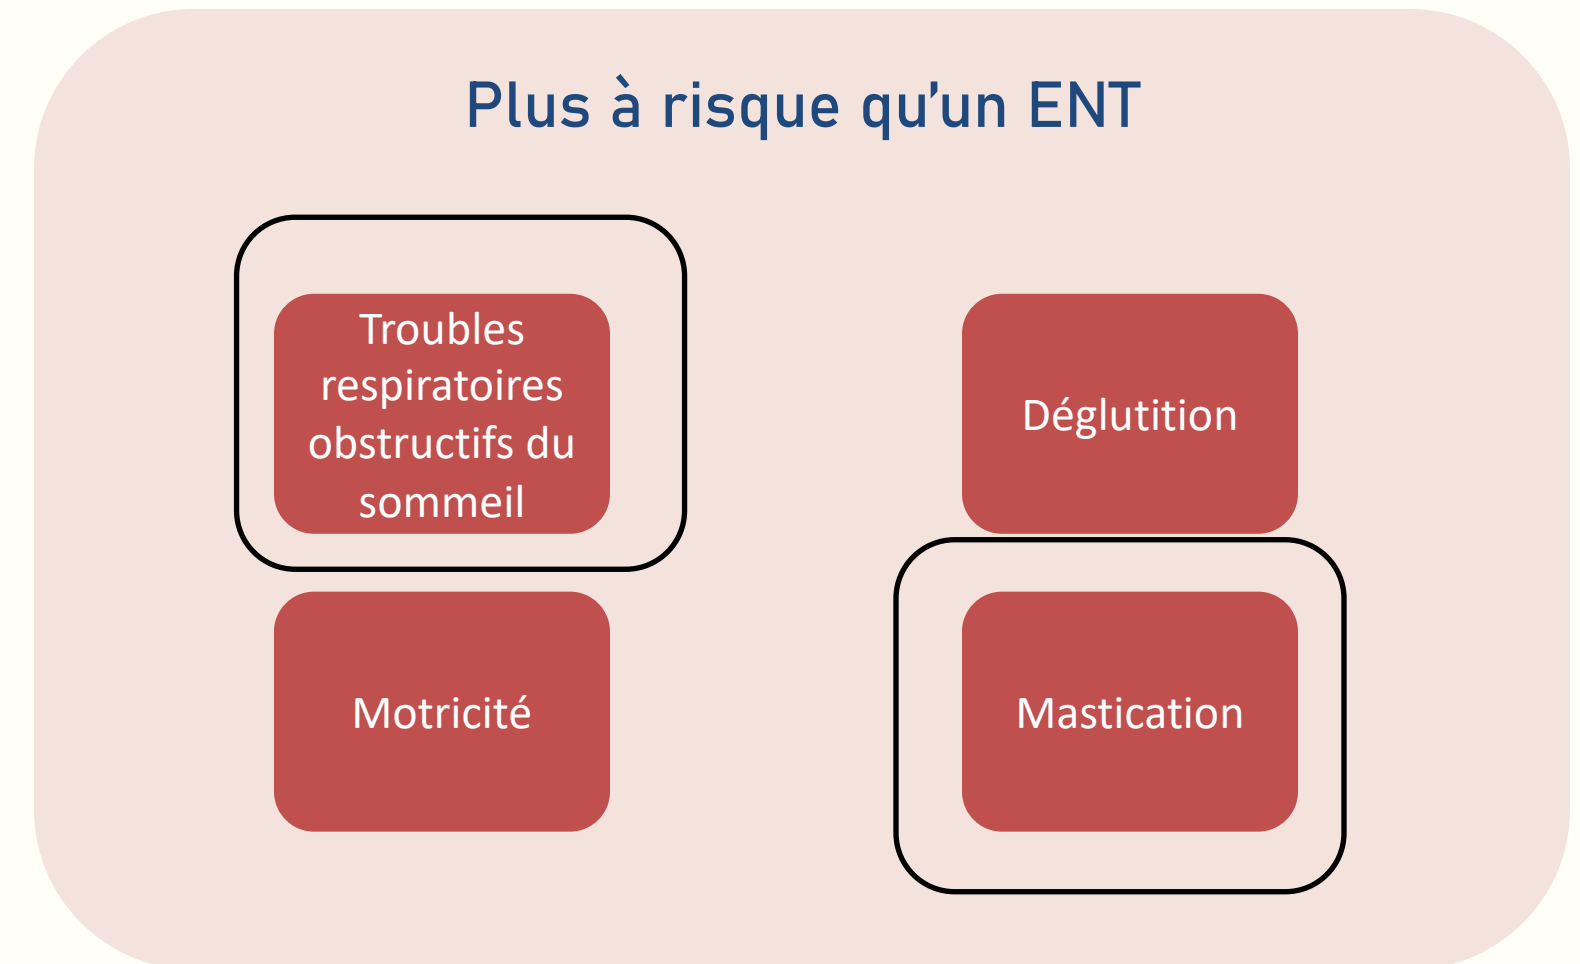 Plus à risque qu’un ENT
Troubles
respiratoires
obstructifs du
sommeil
Déglutition
Motricité
Mastication